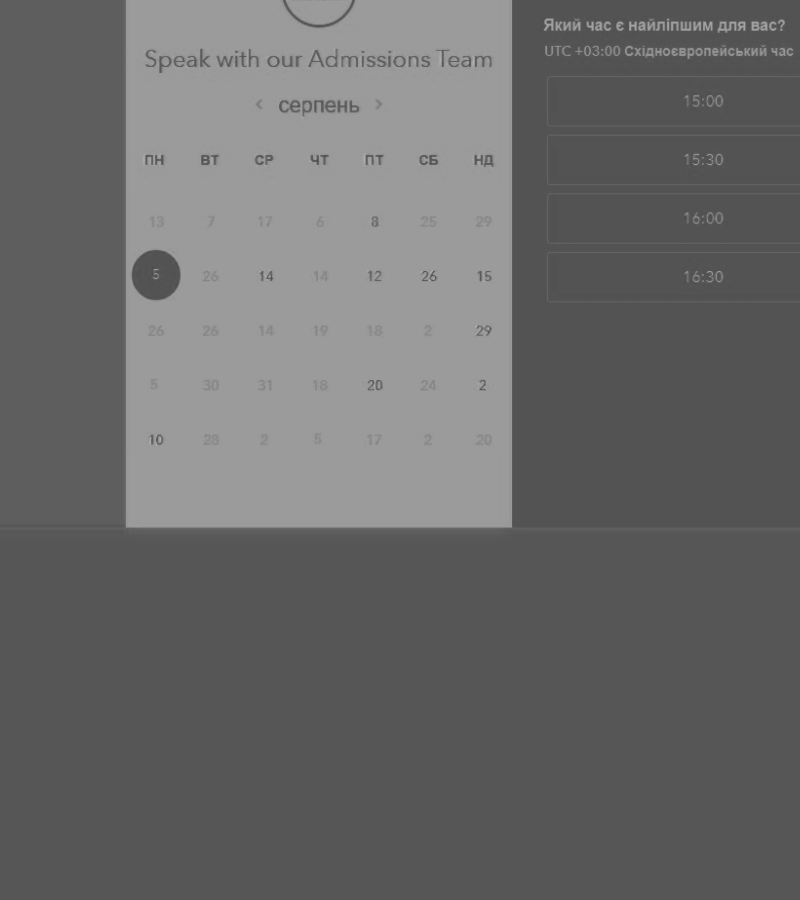 Speak with our Admissions Team
< серпень >
ПН ВТ СР ЧТ ПТ СБ НД
13 7 17 6 8 25 29
5 26 14 14 12 26 15
26 26 14 19 18 2 29
5 30 31 18 20 24 2
10 28 2 5 17 2 20
Який час є найліпшим для вас?
UTC +03:00 Східноєвропейський час
15:00
15:30
16:00
16:30